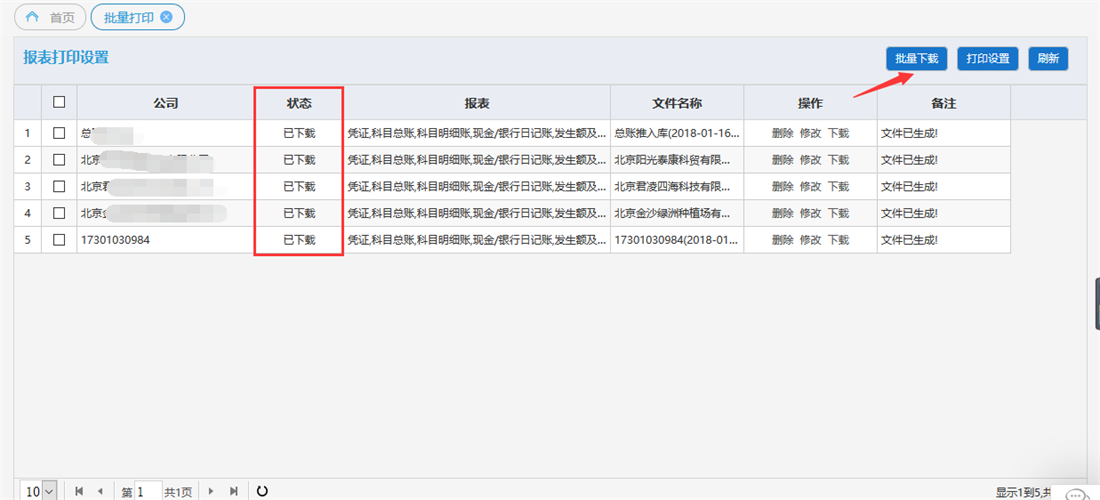 首页 批量打印
报表打印设置 批量下载 打印设置 刷新
公司 状态 报表 文件名称 操作 备注
1 总 已下载 凭证,科目总账,科目明细账,现金/银行日记账,发生额及... 总账推入库(2018-01-16... 删除 修改 下载 文件已生成!
2 北京 已下载 凭证,科目总账,科目明细账,现金/银行日记账,发生额及... 北京阳光泰康科贸有限... 删除 修改 下载 文件已生成!
3 北京君 已下载 凭证,科目总账,科目明细账,现金/银行日记账,发生额及... 北京君凌四海科技有限... 删除 修改 下载 文件已生成!
4 北京金 已下载 凭证,科目总账,科目明细账,现金/银行日记账,发生额及... 北京金沙绿洲种植场有... 删除 修改 下载 文件已生成!
5 17301030984 已下载 凭证,科目总账,科目明细账,现金/银行日记账,发生额及... 17301030984(2018-01... 删除 修改 下载 文件已生成!
10 第 1 共1页 显示1到5,共